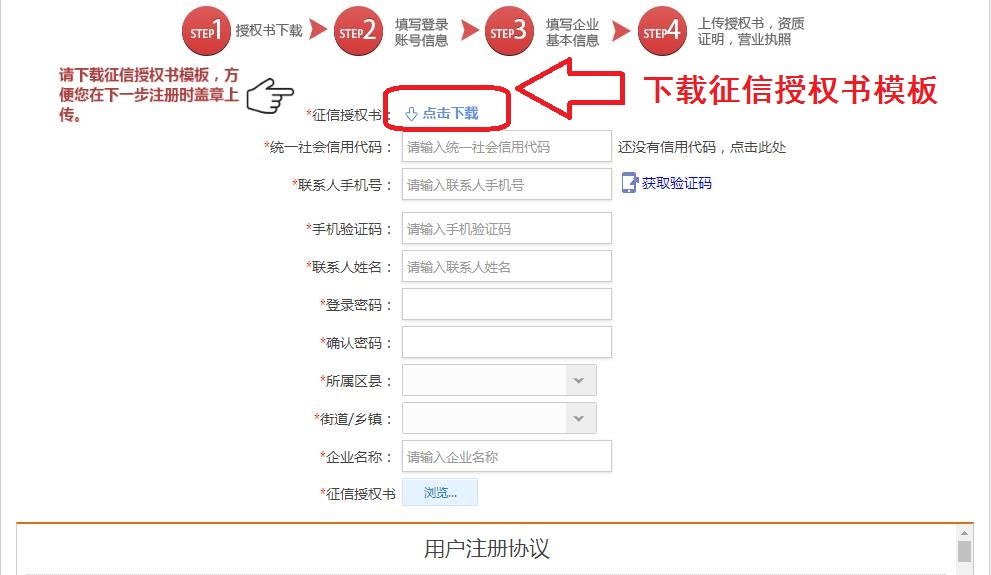 STEP1 授权书下载 STEP2 填写登录 STEP3 填写企业 STEP4 上传授权书，资质
账号信息 基本信息 证明，营业执照
请下载征信授权书模板，方
便您在下一步注册时盖章上
传。
下载征信授权书模板
*征信授权书： 点击下载
*统一社会信用代码： 请输入统一社会信用代码 还没有信用代码，点击此处
*联系人手机号： 请输入联系人手机号 获取验证码
*手机验证码： 请输入手机验证码
*联系人姓名： 请输入联系人姓名
*登录密码：
*确认密码：
*所属区县：
*街道/乡镇：
*企业名称： 请输入企业名称
*征信授权书 浏览...
用户注册协议